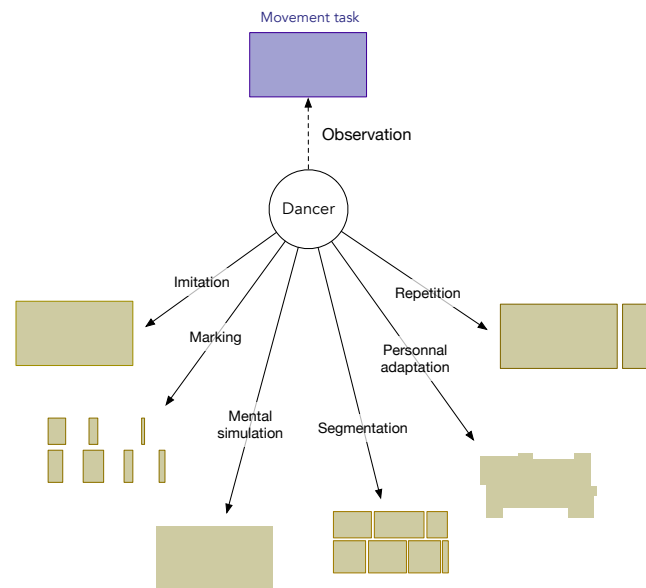 Movement task
Observation
Dancer
Imitation
Repetition
Marking
Personnal
adaptation
Mental
simulation
Segmentation